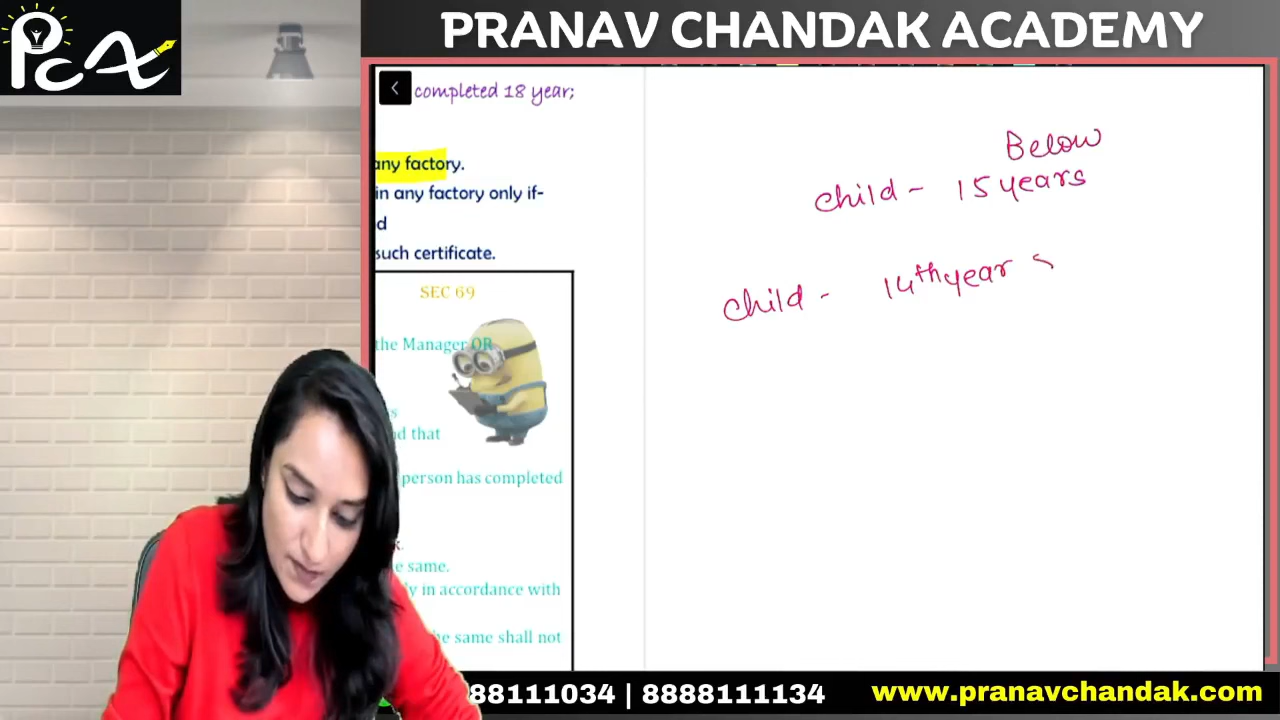 PCA
PRANAV CHANDAK ACADEMY
completed 18 year;
any factory.
in any factory only if-
d
such certificate.
SEC 69
the Manager OR
s
nd that
person has completed
k.
e same.
ly in accordance with
he same shall not
Below
child - 15 years
child - 14th year
88111034 | 8888111134
www.pranavchandak.com